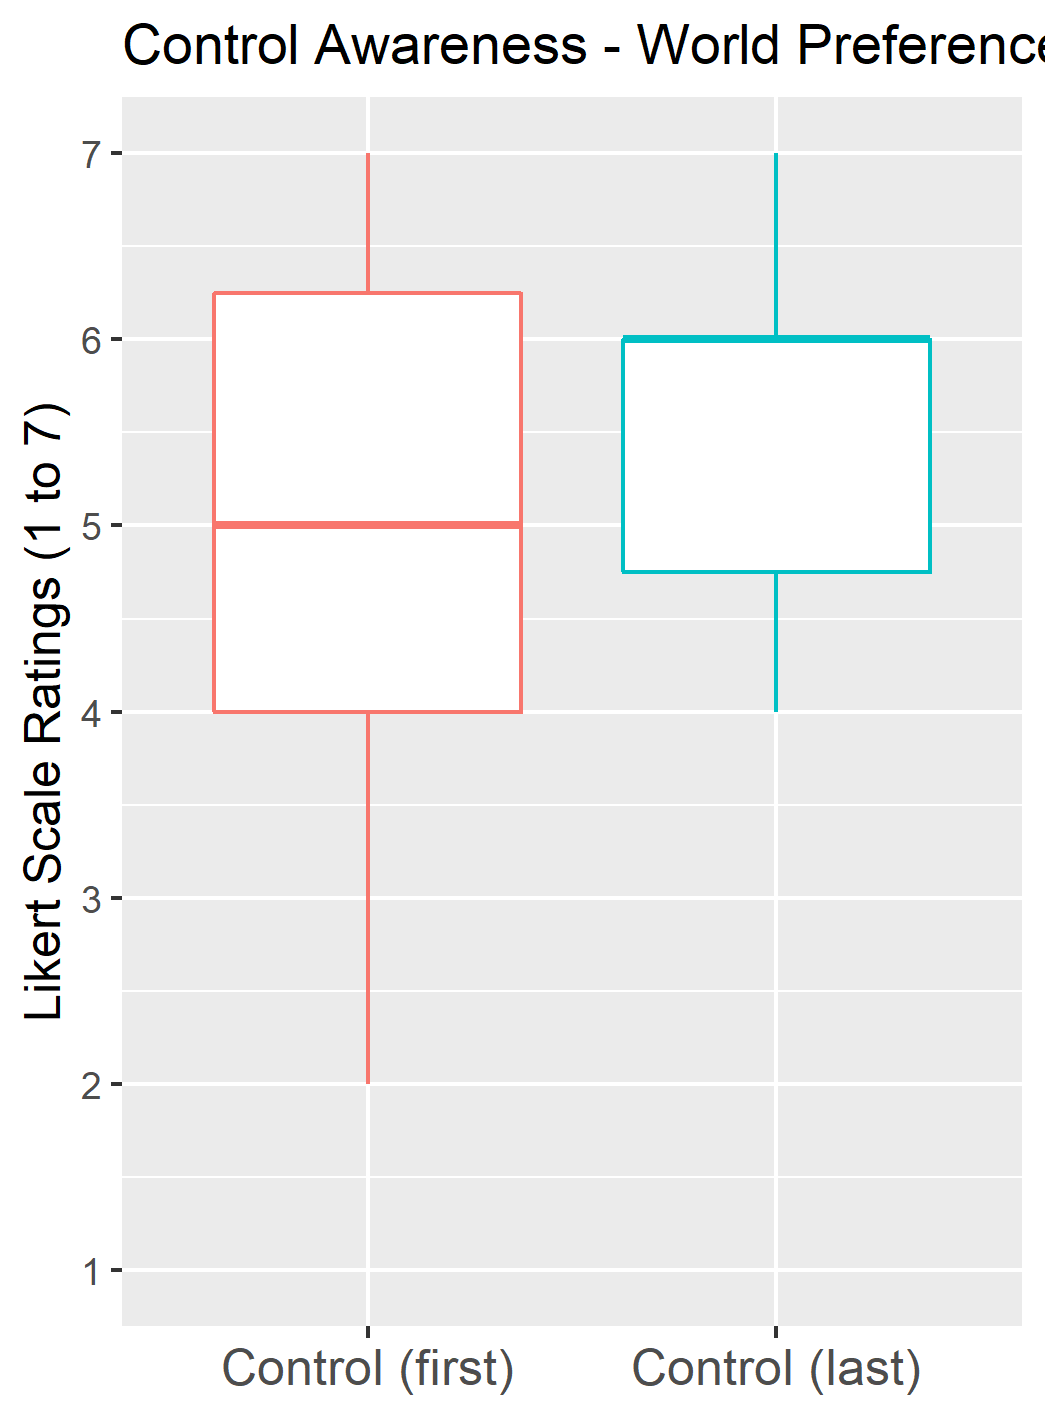 Control Awareness - World Preference
Likert Scale Ratings (1 to 7)
7
6
5
4
3
2
1
Control (first)
Control (last)